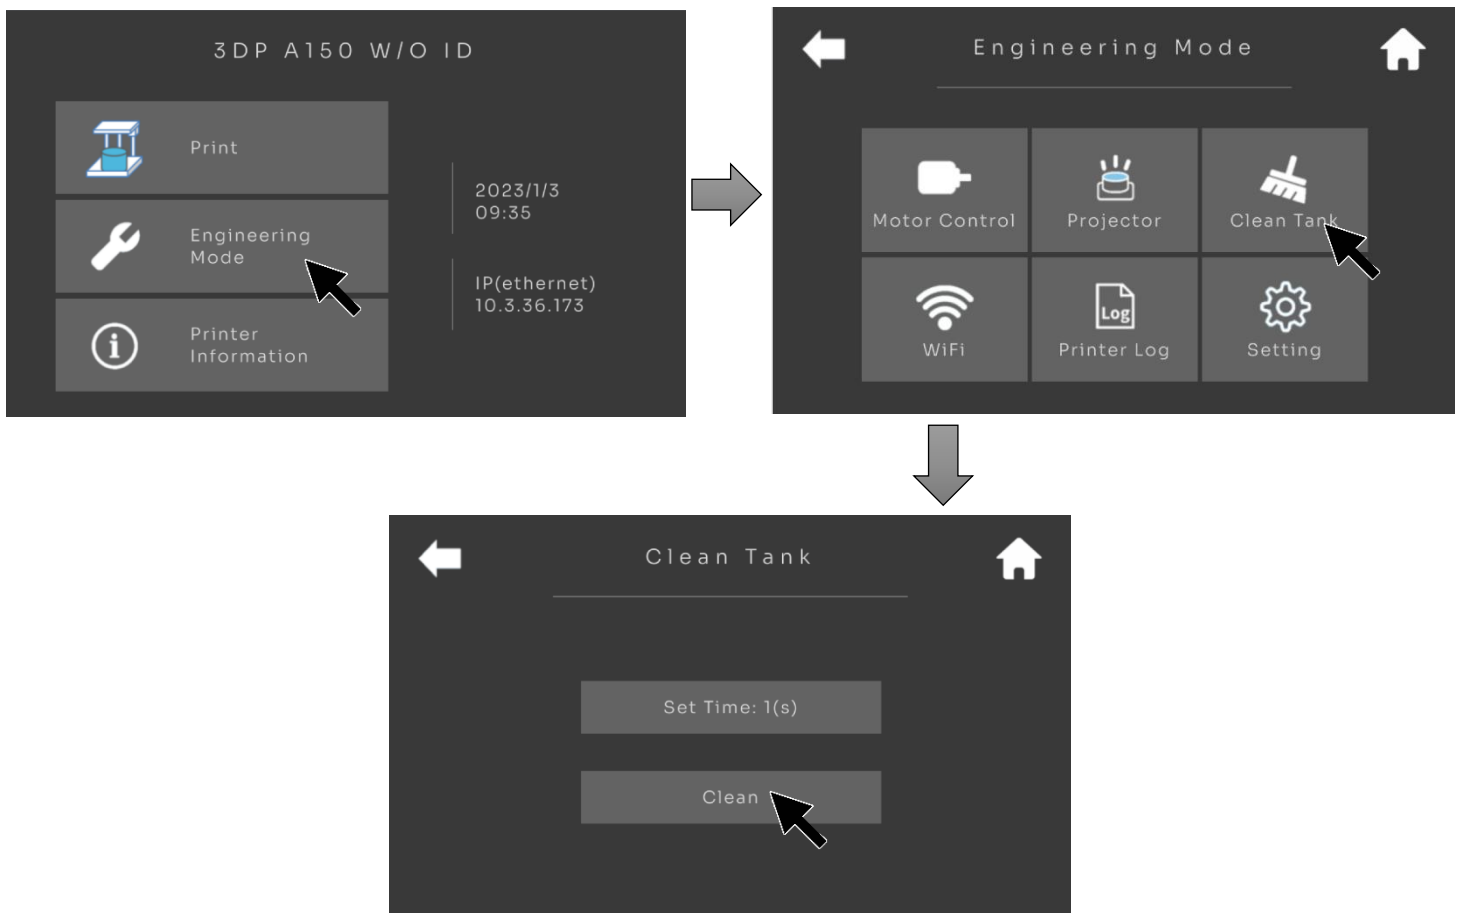 3DP A150 W/O ID
Print
Engineering
Mode
Printer
Information
2023/1/3
09:35
IP(ethernet)
10.3.36.173
Engineering Mode
Motor Control
Projector
Clean Tank
WiFi
Log
Printer Log
Setting
Clean Tank
Set Time: 1(s)
Clean